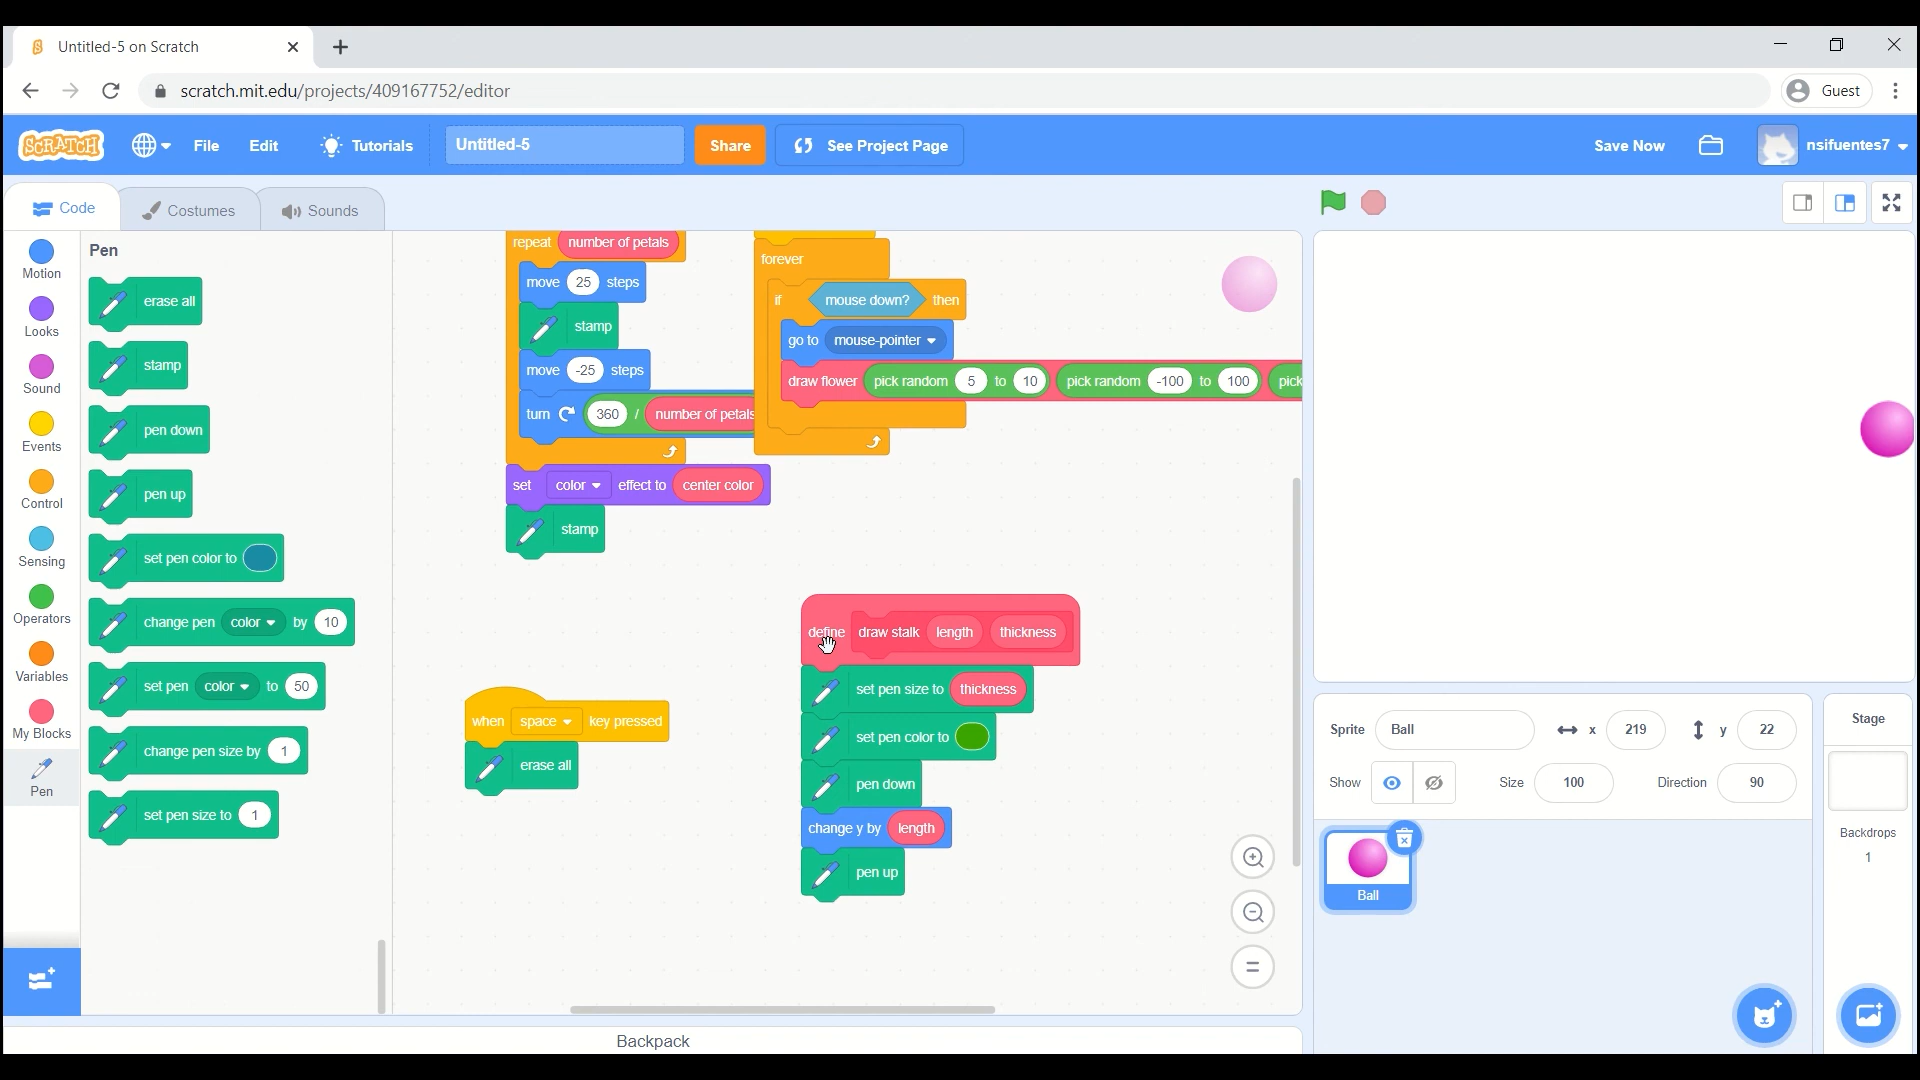 Untitled-5 on Scratch
scratch.mit.edu/projects/409167752/editor
Guest
SCRATCH
File
Edit
Tutorials
Untitled-5
Share
See Project Page
Save Now
nsifuentes7
Code
Costumes
Sounds
Motion
Looks
Sound
Events
Control
Sensing
Operators
Variables
My Blocks
Pen
Pen
erase all
stamp
pen down
pen up
set pen color to
change pen color by 10
set pen color to 50
change pen size by 1
set pen size to 1
repeat number of petals
move 25 steps
stamp
move -25 steps
turn 360 / number of petals
set color effect to center color
stamp
forever
if mouse down? then
go to mouse-pointer
draw flower pick random 5 to 10 pick random -100 to 100 pick
when space key pressed
erase all
define draw stalk length thickness
set pen size to thickness
set pen color to
pen down
change y by length
pen up
=
Backpack
Sprite Ball x 219 y 22
Show Size 100 Direction 90
Ball
Stage
Backdrops
1